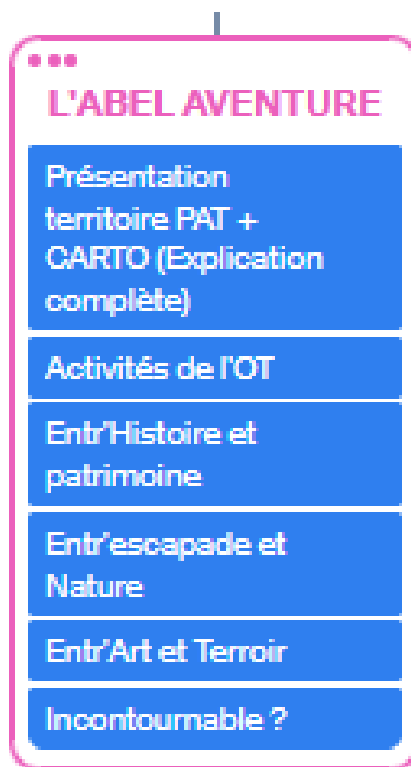 L'ABEL AVENTURE
Présentation
territoire PAT +
CARTO (Explication
complète)
Activités de l'OT
Entr'Histoire et
patrimoine
Entr'escapade et
Nature
Entr'Art et Terroir
Incontournable ?